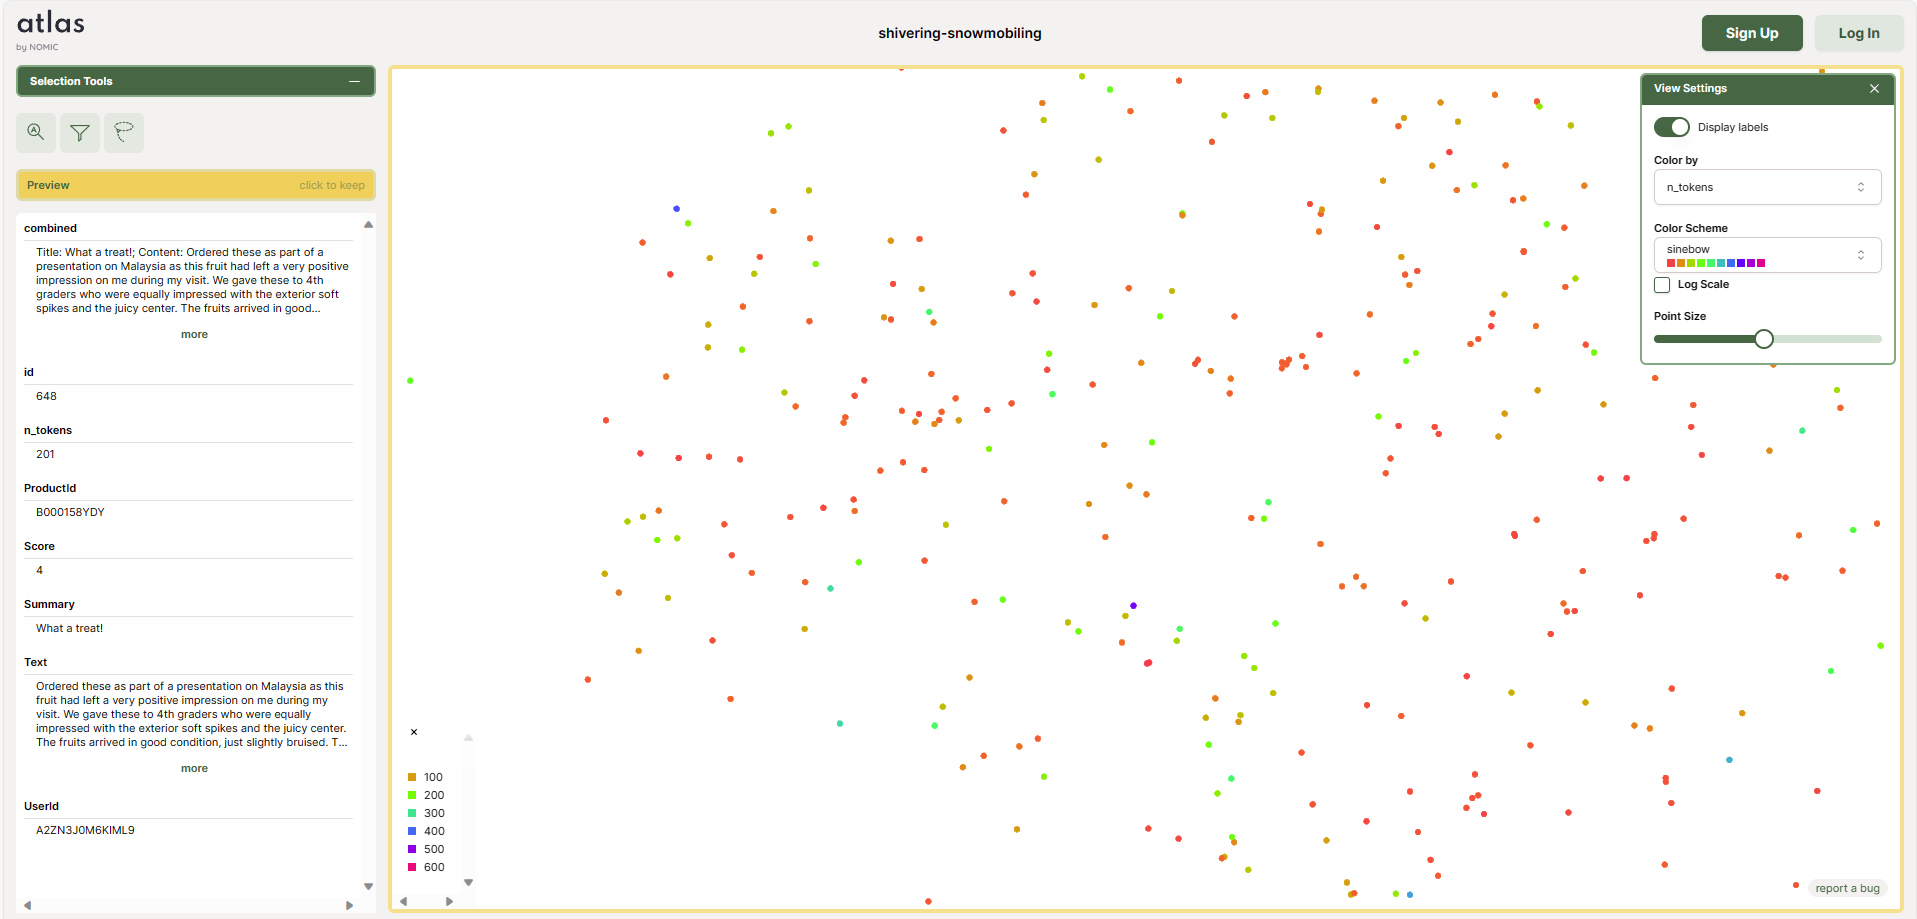 atlas
by NOMIC
shivering-snowmobiling
Sign Up
Log In
Selection Tools
Preview
click to keep
combined
Title: What a treat!; Content: Ordered these as part of a
presentation on Malaysia as this fruit had left a very positive
impression on me during my visit. We gave these to 4th
graders who were equally impressed with the exterior soft
spikes and the juicy center. The fruits arrived in good...
more
id
648
n_tokens
201
ProductId
B000158YDY
Score
4
Summary
What a treat!
Text
Ordered these as part of a presentation on Malaysia as this
fruit had left a very positive impression on me during my
visit. We gave these to 4th graders who were equally
impressed with the exterior soft spikes and the juicy center.
The fruits arrived in good condition, just slightly bruised. T...
more
UserId
A2ZN3J0M6KIML9
100
200
300
400
500
600
View Settings
Display labels
Color by
n_tokens
Color Scheme
sinebow
Log Scale
Point Size
report a bug